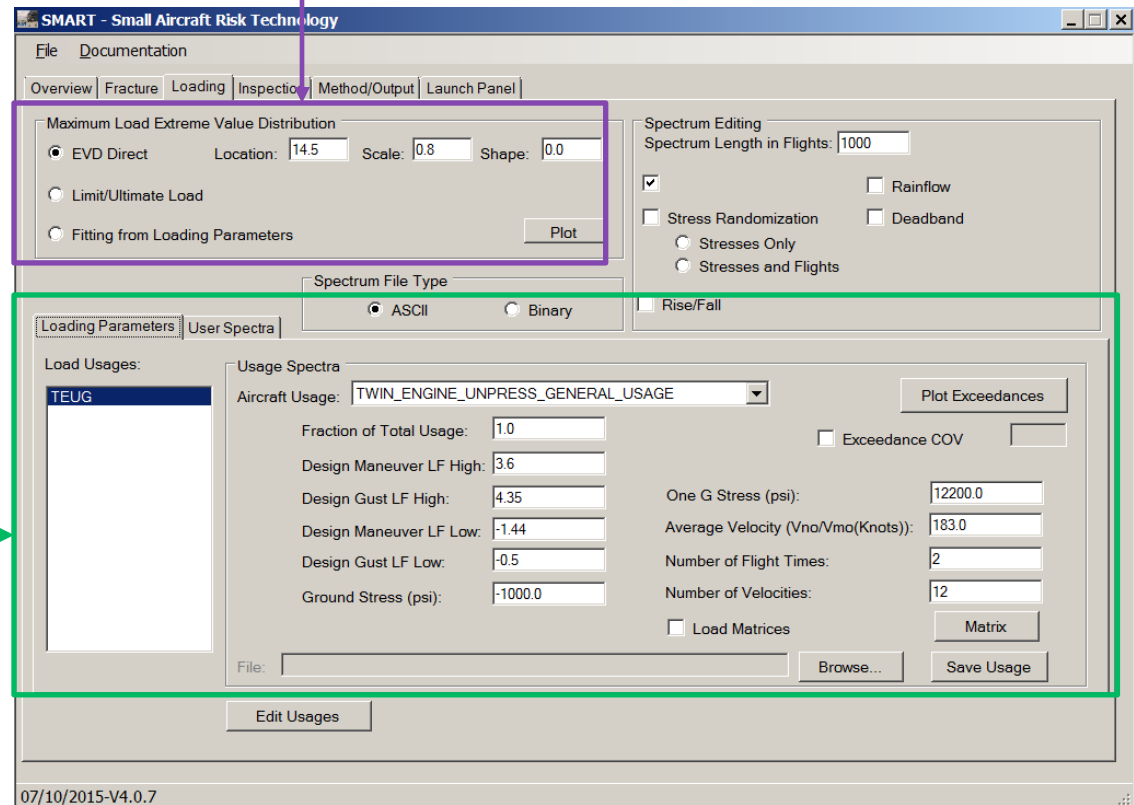 SMART - Small Aircraft Risk Technology
File Documentation
Overview Fracture Loading Inspection Method/Output Launch Panel
Maximum Load Extreme Value Distribution
EVD Direct Location: 14.5 Scale: 0.8 Shape: 0.0
Limit/Ultimate Load
Fitting from Loading Parameters Plot
Spectrum Editing
Spectrum Length in Flights: 1000
Rainflow
Stress Randomization Deadband
Stresses Only
Stresses and Flights
Rise/Fall
Spectrum File Type
ASCII Binary
Loading Parameters User Spectra
Load Usages:
TEUG
Usage Spectra
Aircraft Usage: TWIN_ENGINE_UNPRESS_GENERAL_USAGE Plot Exceedances
Fraction of Total Usage: 1.0 Exceedance COV
Design Maneuver LF High: 3.6
Design Gust LF High: 4.35 One G Stress (psi): 12200.0
Design Maneuver LF Low: -1.44 Average Velocity (Vno/Vmo(Knots)): 183.0
Design Gust LF Low: -0.5 Number of Flight Times: 2
Ground Stress (psi): -1000.0 Number of Velocities: 12
Load Matrices Matrix
File: Browse... Save Usage
Edit Usages
07/10/2015-V4.0.7